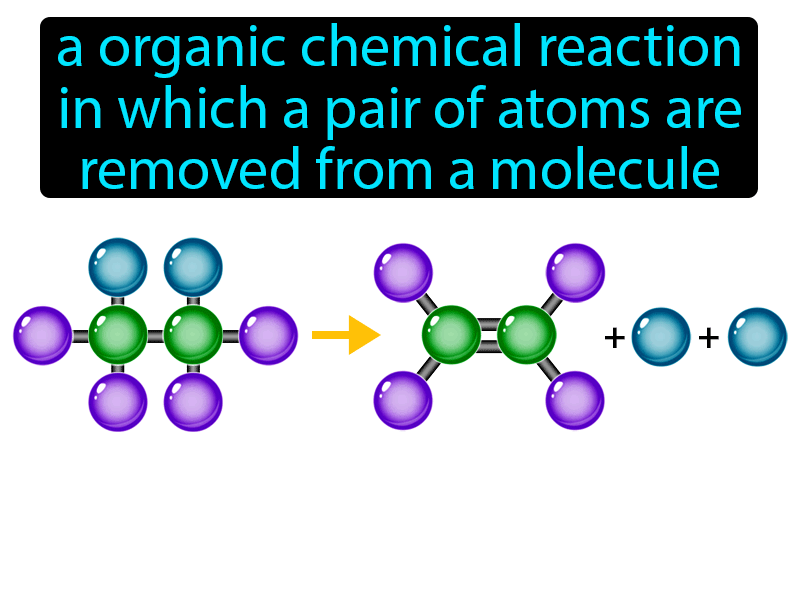 a organic chemical reaction
in which a pair of atoms are
removed from a molecule
+ +